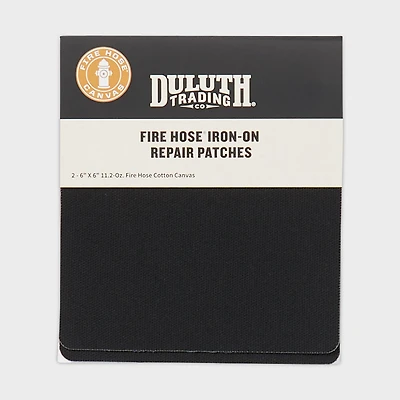 FIRE HOSE®
CANVAS
DULUTH
TRADING
CO
FIRE HOSE® IRON-ON
REPAIR PATCHES
2 - 6" X 6" 11.2-Oz. Fire Hose Cotton Canvas